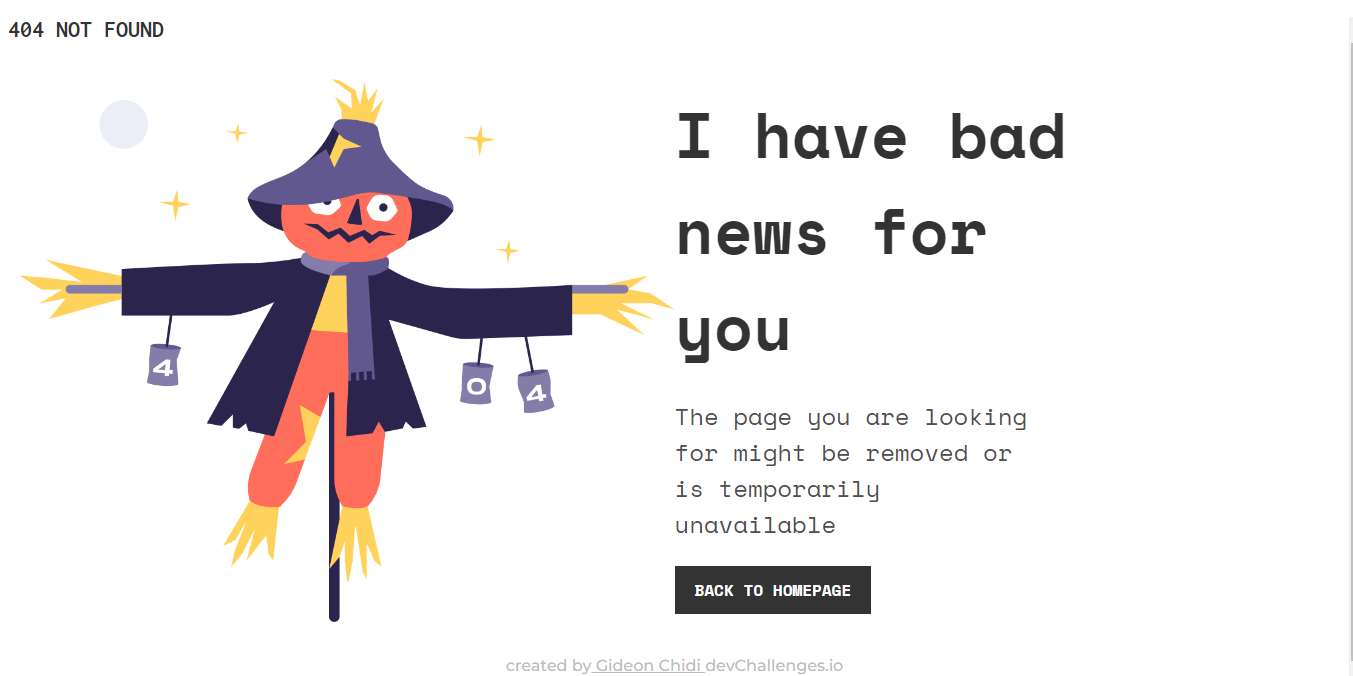 404 NOT FOUND
I have bad
news for
you
4
0
4
The page you are looking
for might be removed or
is temporarily
unavailable
BACK TO HOMEPAGE
created by Gideon Chidi devChallenges.io